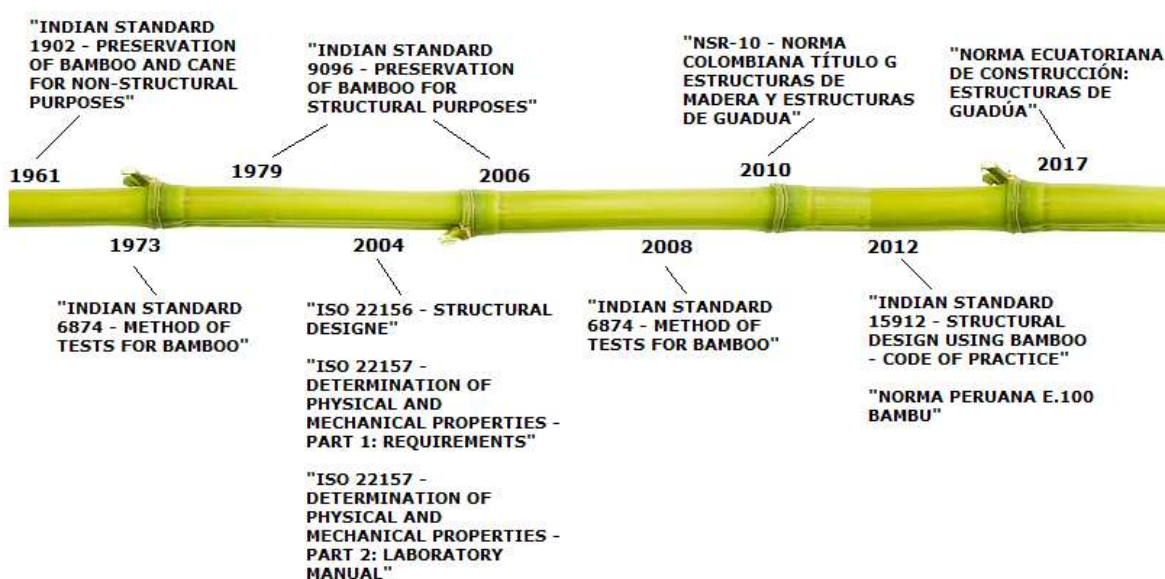 "INDIAN STANDARD
1902 - PRESERVATION
OF BAMBOO AND CANE
FOR NON-STRUCTURAL
PURPOSES"
"INDIAN STANDARD
9096 - PRESERVATION
OF BAMBOO FOR
STRUCTURAL PURPOSES"
"NSR-10 - NORMA
COLOMBIANA TÍTULO G
ESTRUCTURAS DE
MADERA Y ESTRUCTURAS
DE GUADUA"
"NORMA ECUATORIANA
DE CONSTRUCCIÓN:
ESTRUCTURAS DE
GUADÚA"
1961
1979
2006
2010
2017
1973
2004
2008
2012
"INDIAN STANDARD
6874 - METHOD OF
TESTS FOR BAMBOO"
"ISO 22156 - STRUCTURAL
DESIGNE"
"ISO 22157 -
DETERMINATION OF
PHYSICAL AND
MECHANICAL PROPERTIES -
PART 1: REQUIREMENTS"
"ISO 22157 -
DETERMINATION OF
PHYSICAL AND
MECHANICAL PROPERTIES -
PART 2: LABORATORY
MANUAL"
"INDIAN STANDARD
6874 - METHOD OF
TESTS FOR BAMBOO"
"INDIAN STANDARD
15912 - STRUCTURAL
DESIGN USING BAMBOO
- CODE OF PRACTICE"
"NORMA PERUANA E.100
BAMBU"